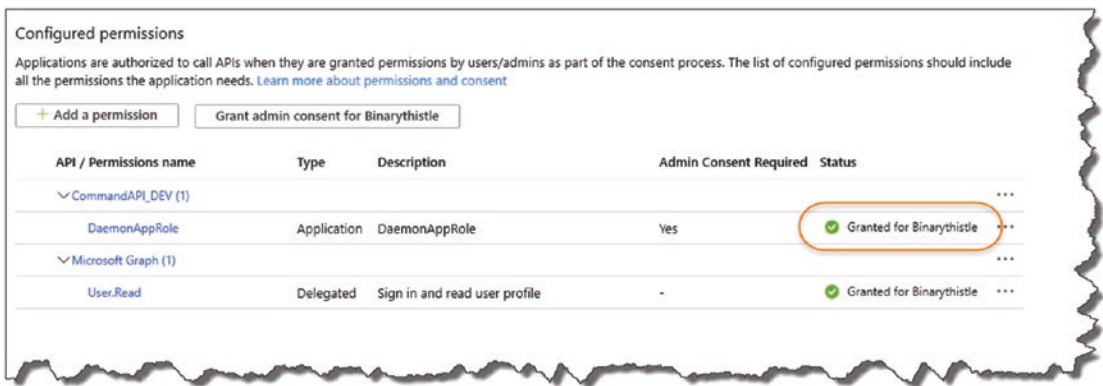 Configured permissions
Applications are authorized to call APIs when they are granted permissions by users/admins as part of the consent process. The list of configured permissions should include
all the permissions the application needs. Learn more about permissions and consent
+ Add a permission Grant admin consent for Binarythistle
API / Permissions name Type Description Admin Consent Required Status
CommandAPI_DEV (1)
DaemonAppRole Application DaemonAppRole Yes Granted for Binarythistle
Microsoft Graph (1)
User.Read Delegated Sign in and read user profile - Granted for Binarythistle